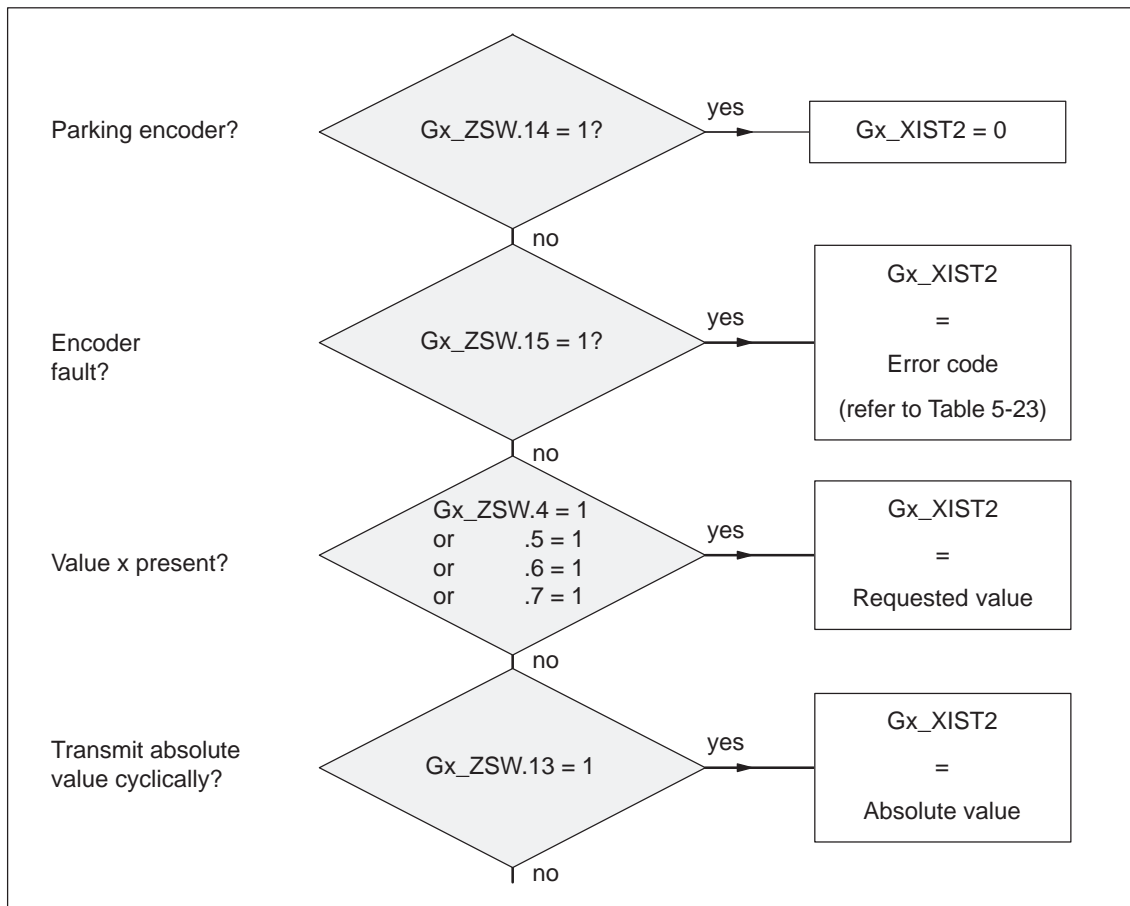 Parking encoder?
Gx_ZSW.14 = 1?
yes
Gx_XIST2 = 0
no
Encoder
fault?
Gx_ZSW.15 = 1?
yes
Gx_XIST2
=
Error code
(refer to Table 5-23)
no
Value x present?
Gx_ZSW.4 = 1
or .5 = 1
or .6 = 1
or .7 = 1
yes
Gx_XIST2
=
Requested value
no
Transmit absolute
value cyclically?
Gx_ZSW.13 = 1
yes
Gx_XIST2
=
Absolute value
no